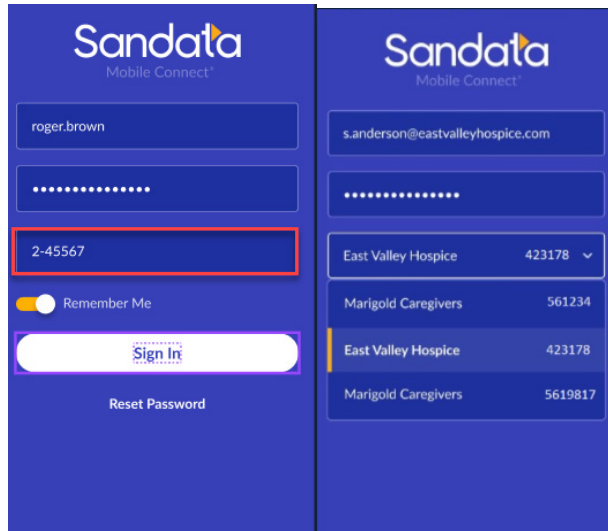 Sandata
Mobile Connect®
roger.brown
•••••••••••••••
2-45567
Remember Me
Sign In
Reset Password
Sandata
Mobile Connect®
s.anderson@eastvalleyhospice.com
•••••••••••••••
East Valley Hospice 423178
Marigold Caregivers 561234
East Valley Hospice 423178
Marigold Caregivers 5619817